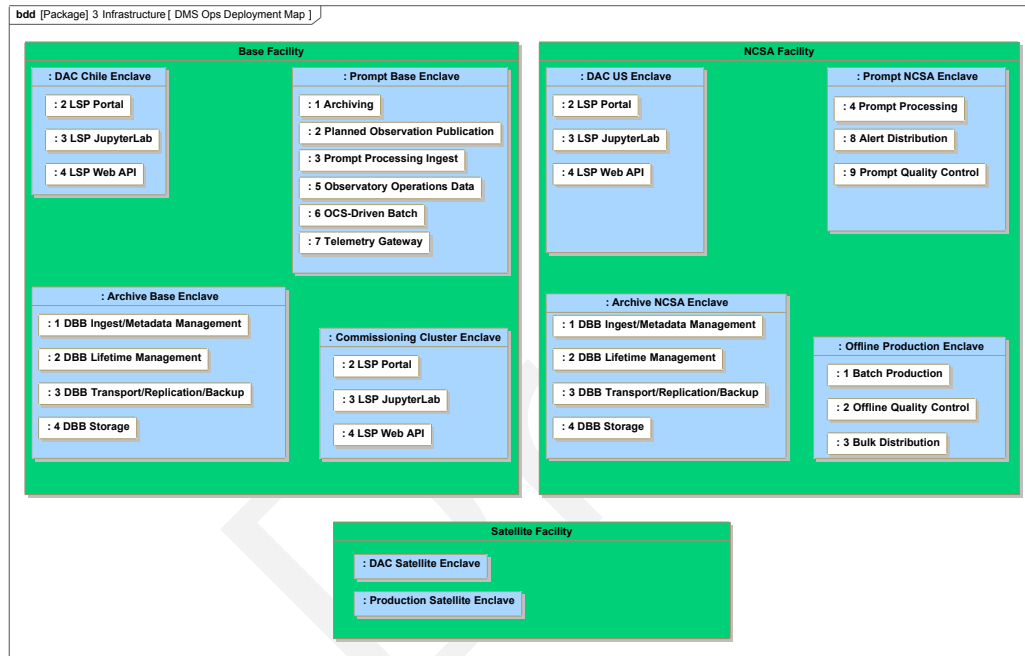 bdd [Package] 3 Infrastructure [ DMS Ops Deployment Map ]
Base Facility
: DAC Chile Enclave
: 2 LSP Portal
: 3 LSP JupyterLab
: 4 LSP Web API
: Prompt Base Enclave
: 1 Archiving
: 2 Planned Observation Publication
: 3 Prompt Processing Ingest
: 5 Observatory Operations Data
: 6 OCS-Driven Batch
: 7 Telemetry Gateway
: Archive Base Enclave
: 1 DBB Ingest/Metadata Management
: 2 DBB Lifetime Management
: 3 DBB Transport/Replication/Backup
: 4 DBB Storage
: Commissioning Cluster Enclave
: 2 LSP Portal
: 3 LSP JupyterLab
: 4 LSP Web API
NCSA Facility
: DAC US Enclave
: 2 LSP Portal
: 3 LSP JupyterLab
: 4 LSP Web API
: Prompt NCSA Enclave
: 4 Prompt Processing
: 8 Alert Distribution
: 9 Prompt Quality Control
: Archive NCSA Enclave
: 1 DBB Ingest/Metadata Management
: 2 DBB Lifetime Management
: 3 DBB Transport/Replication/Backup
: 4 DBB Storage
: Offline Production Enclave
: 1 Batch Production
: 2 Offline Quality Control
: 3 Bulk Distribution
Satellite Facility
: DAC Satellite Enclave
: Production Satellite Enclave